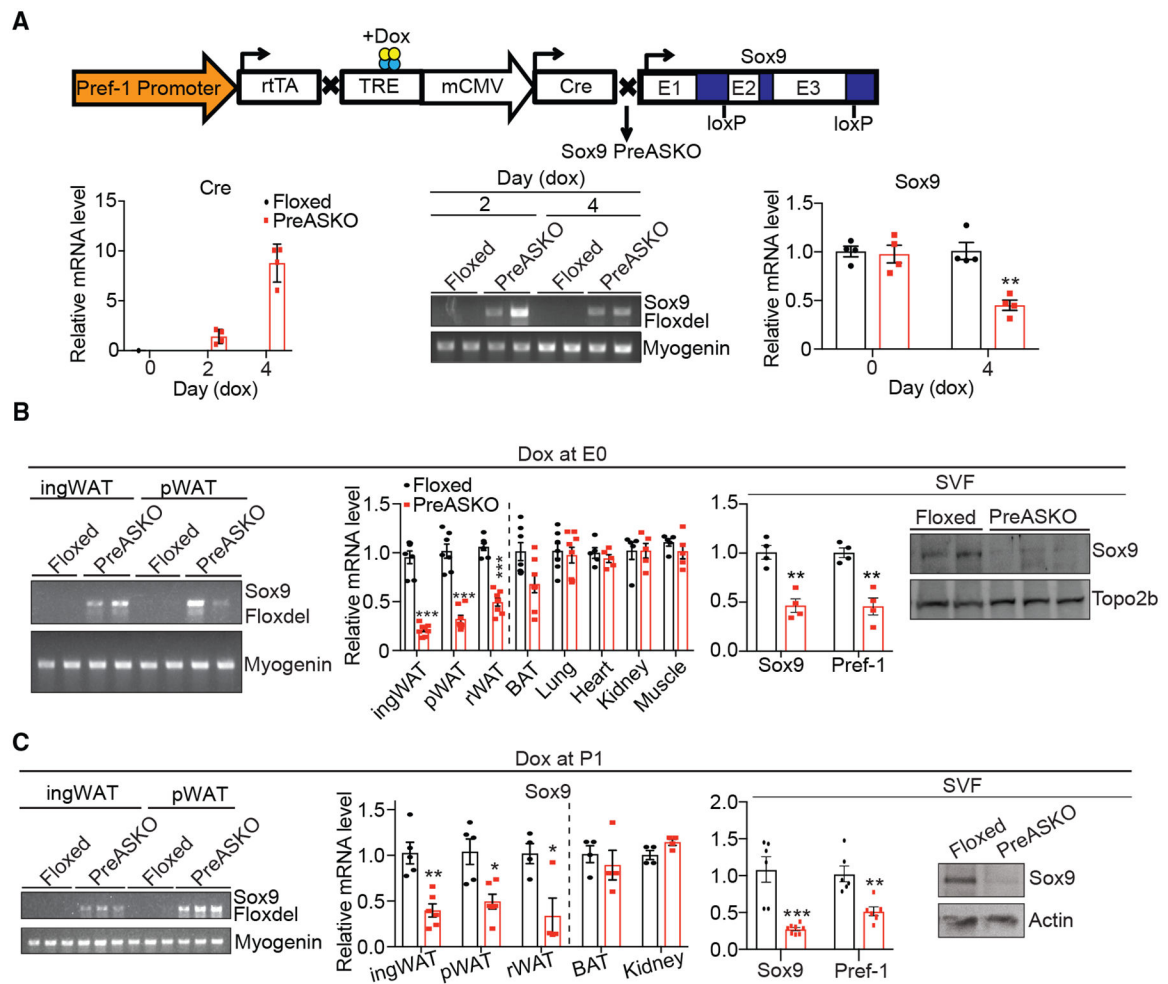 A
+Dox
Sox9
Pref-1 Promoter
rtTA
TRE
mCMV
Cre
E1
E2
E3
loxP
loxP
Sox9 PreASKO
Cre
Floxed
PreASKO
Relative mRNA level
15
10
5
0
0
2
4
Day (dox)
Day (dox)
2
4
Floxed
PreASKO
Floxed
PreASKO
Sox9
Floxdel
Myogenin
Sox9
Relative mRNA level
1.5
1.0
0.5
0
**
0
4
Day (dox)
B
Dox at E0
ingWAT
pWAT
Floxed
PreASKO
Floxed
PreASKO
Sox9
Floxdel
Myogenin
Relative mRNA level
1.5
1.0
0.5
0
Floxed
PreASKO
***
***
***
ingWAT
pWAT
rWAT
BAT
Lung
Heart
Kidney
Muscle
SVF
1.5
1.0
0.5
0
**
**
Sox9
Pref-1
Floxed
PreASKO
Sox9
Topo2b
C
Dox at P1
ingWAT
pWAT
Floxed
PreASKO
Floxed
PreASKO
Sox9
Floxdel
Myogenin
Sox9
Relative mRNA level
1.5
1.0
0.5
0.0
**
*
*
ingWAT
pWAT
rWAT
BAT
Kidney
SVF
2.0
1.5
1.0
0.5
0.0
***
**
Sox9
Pref-1
Floxed
PreASKO
Sox9
Actin